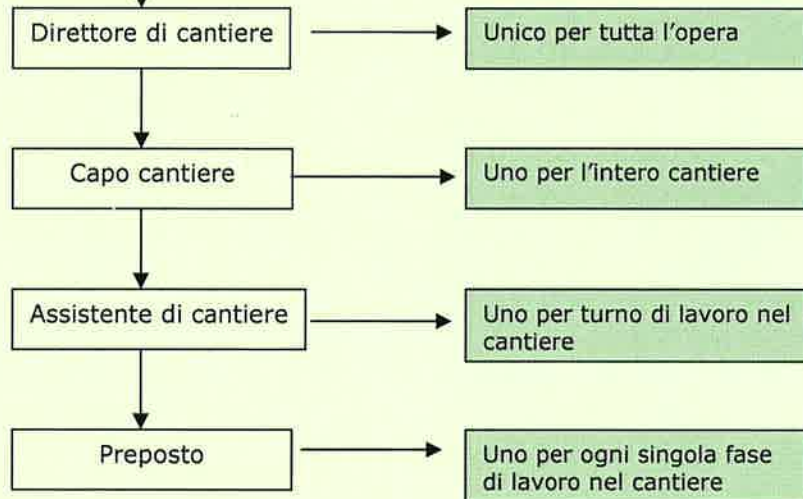 Direttore di cantiere
Unico per tutta l'opera
Capo cantiere
Uno per l'intero cantiere
Assistente di cantiere
Uno per turno di lavoro nel
cantiere
Preposto
Uno per ogni singola fase
di lavoro nel cantiere